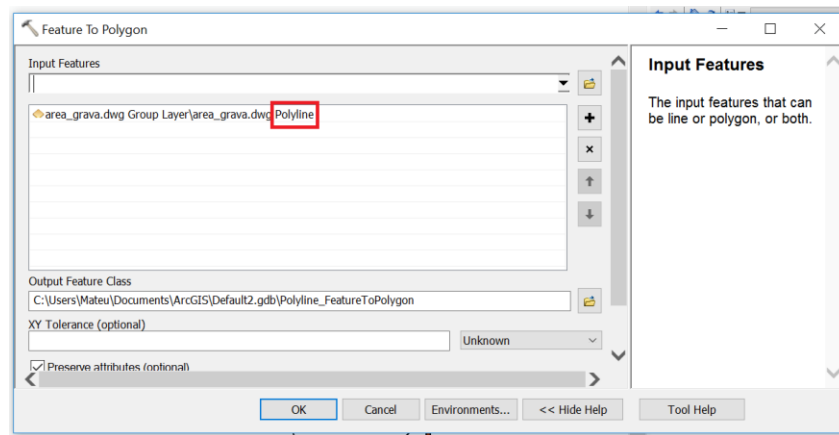 Feature To Polygon
Input Features
area_grava.dwg Group Layer\area_grava.dwg Polyline
Output Feature Class
C:\Users\Mateu\Documents\ArcGIS\Default2.gdb\Polyline_FeatureToPolygon
XY Tolerance (optional)
Unknown
Preserve attributes (optional)
OK
Cancel
Environments...
<< Hide Help
Tool Help
Input Features
The input features that can
be line or polygon, or both.